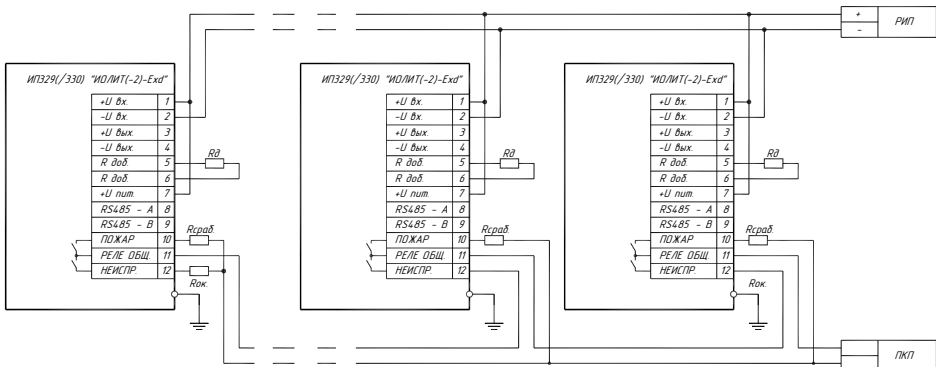 + РИП
-
ИП329(/330) "ИОЛИТ(-2)-Exd"
+U вх. 1
-U вх. 2
+U вых. 3
-U вых. 4
R доб. 5
R доб. 6
+U пит. 7
RS485 - A 8
RS485 - B 9
ПОЖАР 10
РЕЛЕ ОБЩ. 11
НЕИСПР. 12
Rд
Rсраб.
Rок.
ИП329(/330) "ИОЛИТ(-2)-Exd"
+U вх. 1
-U вх. 2
+U вых. 3
-U вых. 4
R доб. 5
R доб. 6
+U пит. 7
RS485 - A 8
RS485 - B 9
ПОЖАР 10
РЕЛЕ ОБЩ. 11
НЕИСПР. 12
Rд
Rсраб.
ИП329(/330) "ИОЛИТ(-2)-Exd"
+U вх. 1
-U вх. 2
+U вых. 3
-U вых. 4
R доб. 5
R доб. 6
+U пит. 7
RS485 - A 8
RS485 - B 9
ПОЖАР 10
РЕЛЕ ОБЩ. 11
НЕИСПР. 12
Rд
Rсраб.
Rок.
ПКП